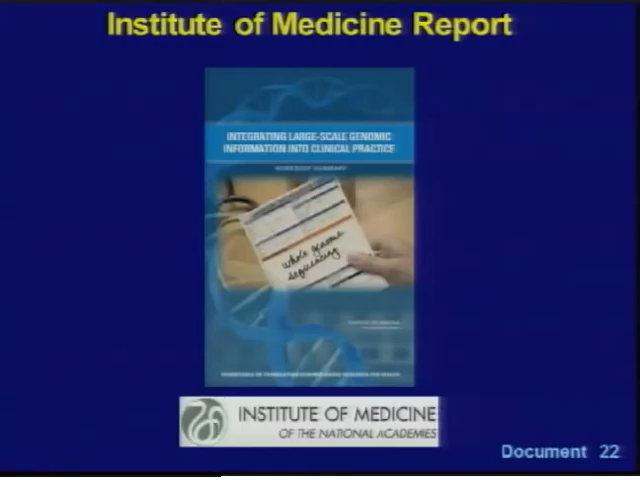 Institute of Medicine Report
INTEGRATING LARGE-SCALE GENOMIC
INFORMATION INTO CLINICAL PRACTICE
WORKSHOP SUMMARY
whole genome
sequencing
INSTITUTE OF MEDICINE
OF THE NATIONAL ACADEMIES
Document 22